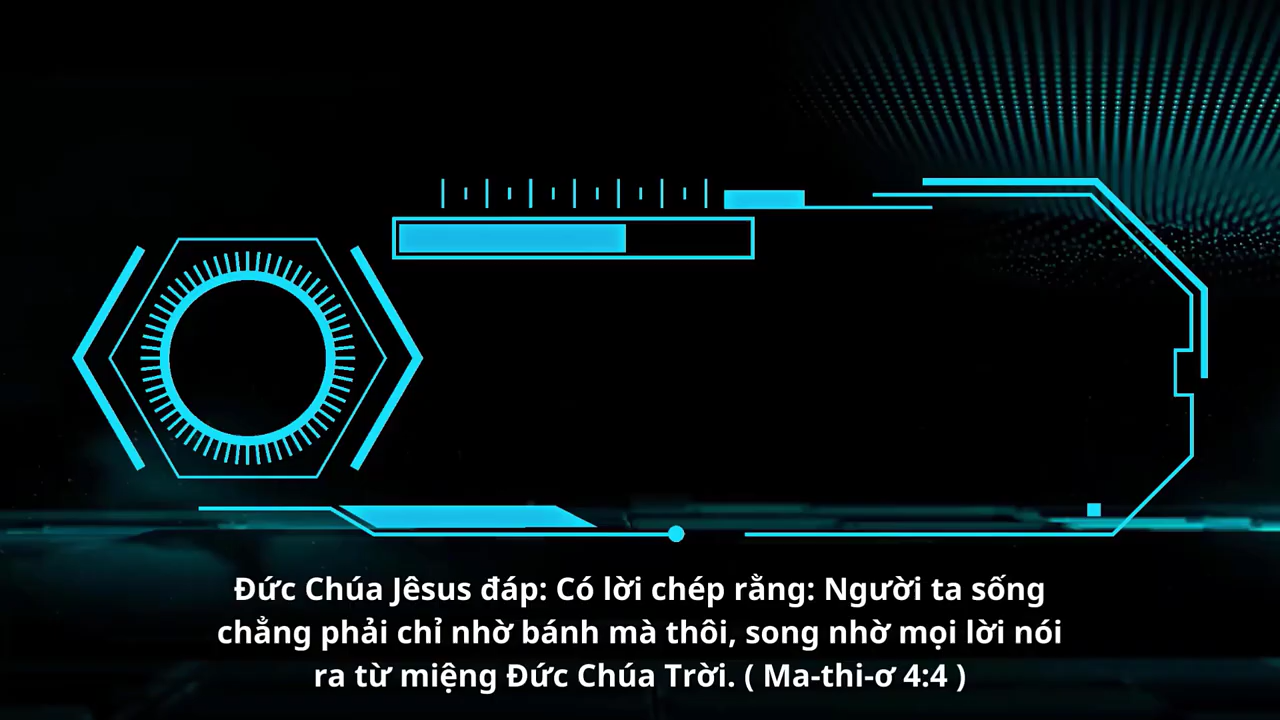 Đức Chúa Jêsus đáp: Có lời chép rằng: Người ta sống
chẳng phải chỉ nhờ bánh mà thôi, song nhờ mọi lời nói
ra từ miệng Đức Chúa Trời. ( Ma-thi-ơ 4:4 )